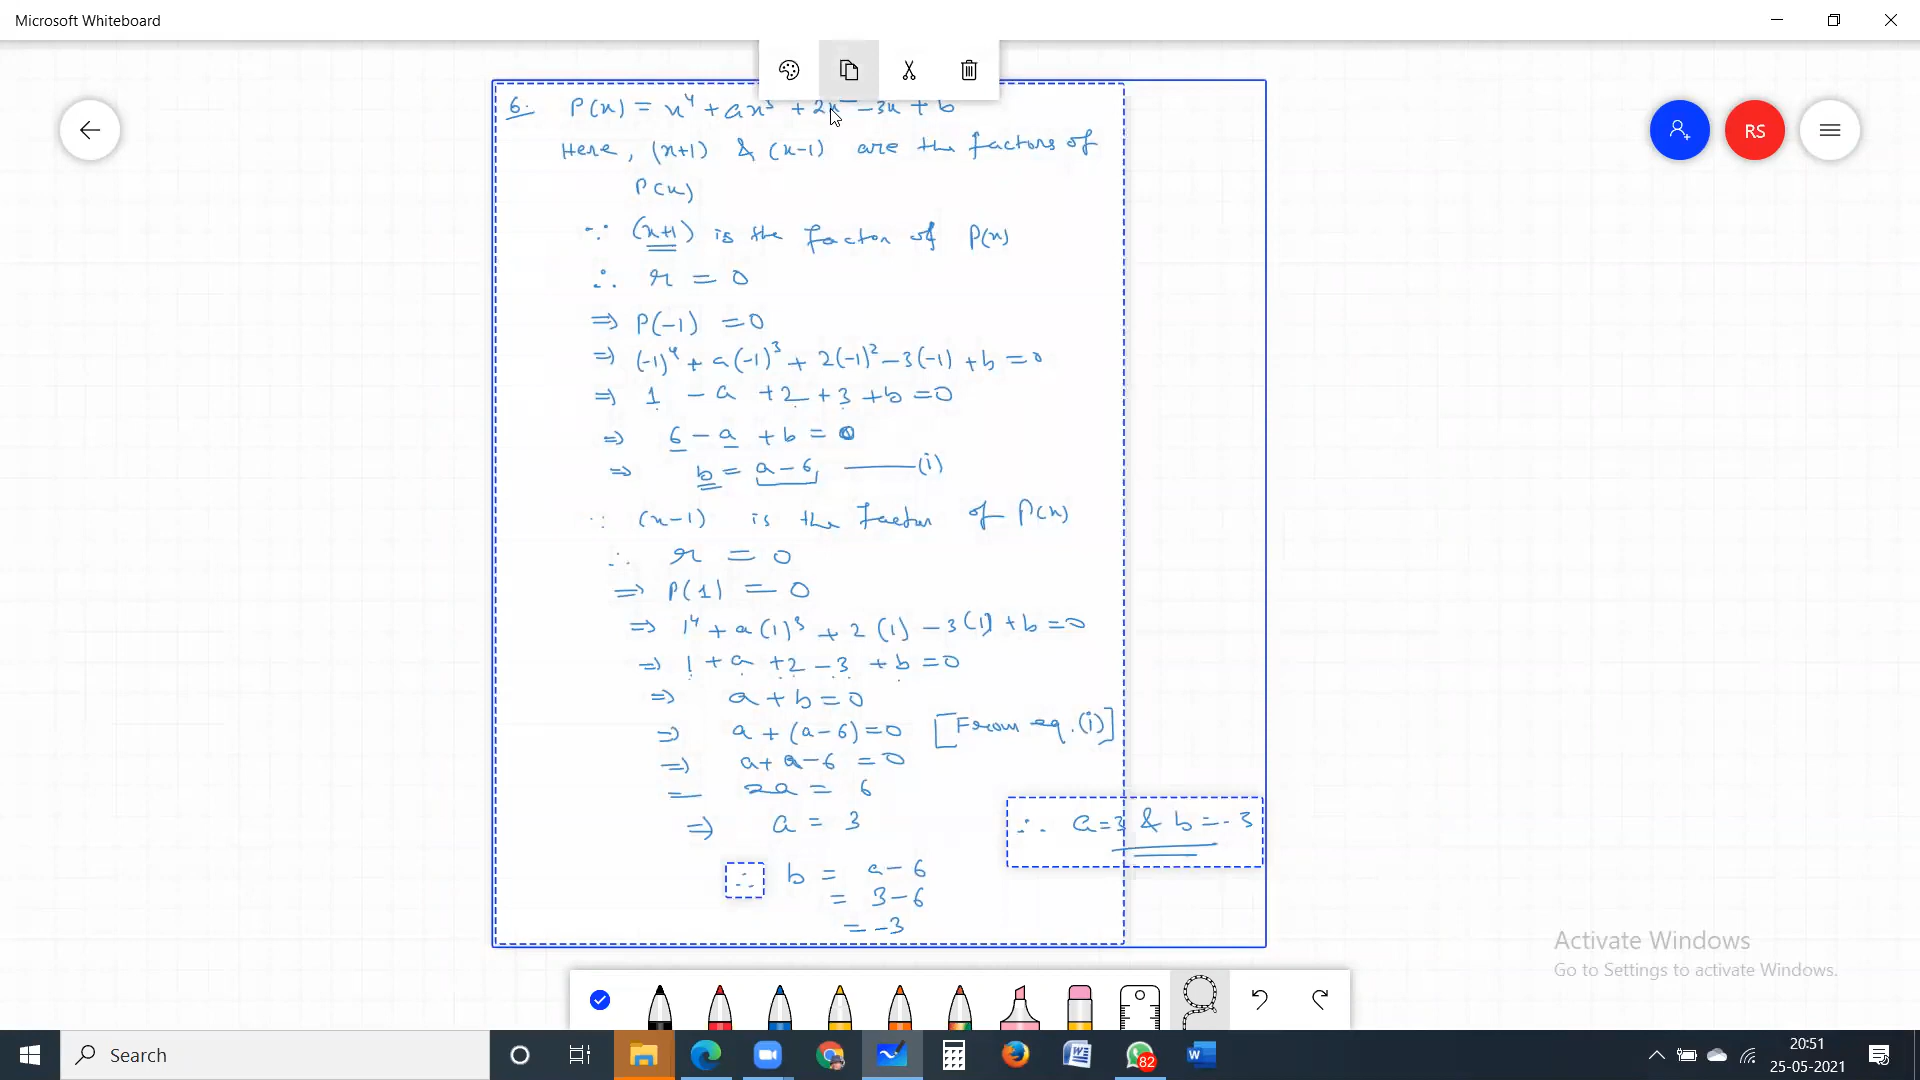 Microsoft Whiteboard
6. P(x) = x⁴ + ax³ + 2x² - 3x + b
Here, (x+1) & (x-1) are the factors of
P(x)
∵ (x+1) is the factor of P(x)
∴ r = 0
⇒ P(-1) = 0
⇒ (-1)⁴ + a(-1)³ + 2(-1)² - 3(-1) + b = 0
⇒ 1 - a + 2 + 3 + b = 0
⇒ 6 - a + b = 0
⇒ b = a - 6 ——— (i)
∵ (x-1) is the factor of P(x)
∴ r = 0
⇒ P(1) = 0
⇒ 1⁴ + a(1)³ + 2(1) - 3(1) + b = 0
⇒ 1 + a + 2 - 3 + b = 0
⇒ a + b = 0
⇒ a + (a - 6) = 0 [From eq.(i)]
⇒ a + a - 6 = 0
= 2a = 6
⇒ a = 3
∴ b = a - 6
= 3 - 6
= -3
∴ a = 3 & b = -3
RS
Activate Windows
Go to Settings to activate Windows.
Search
82
20:51
25-05-2021